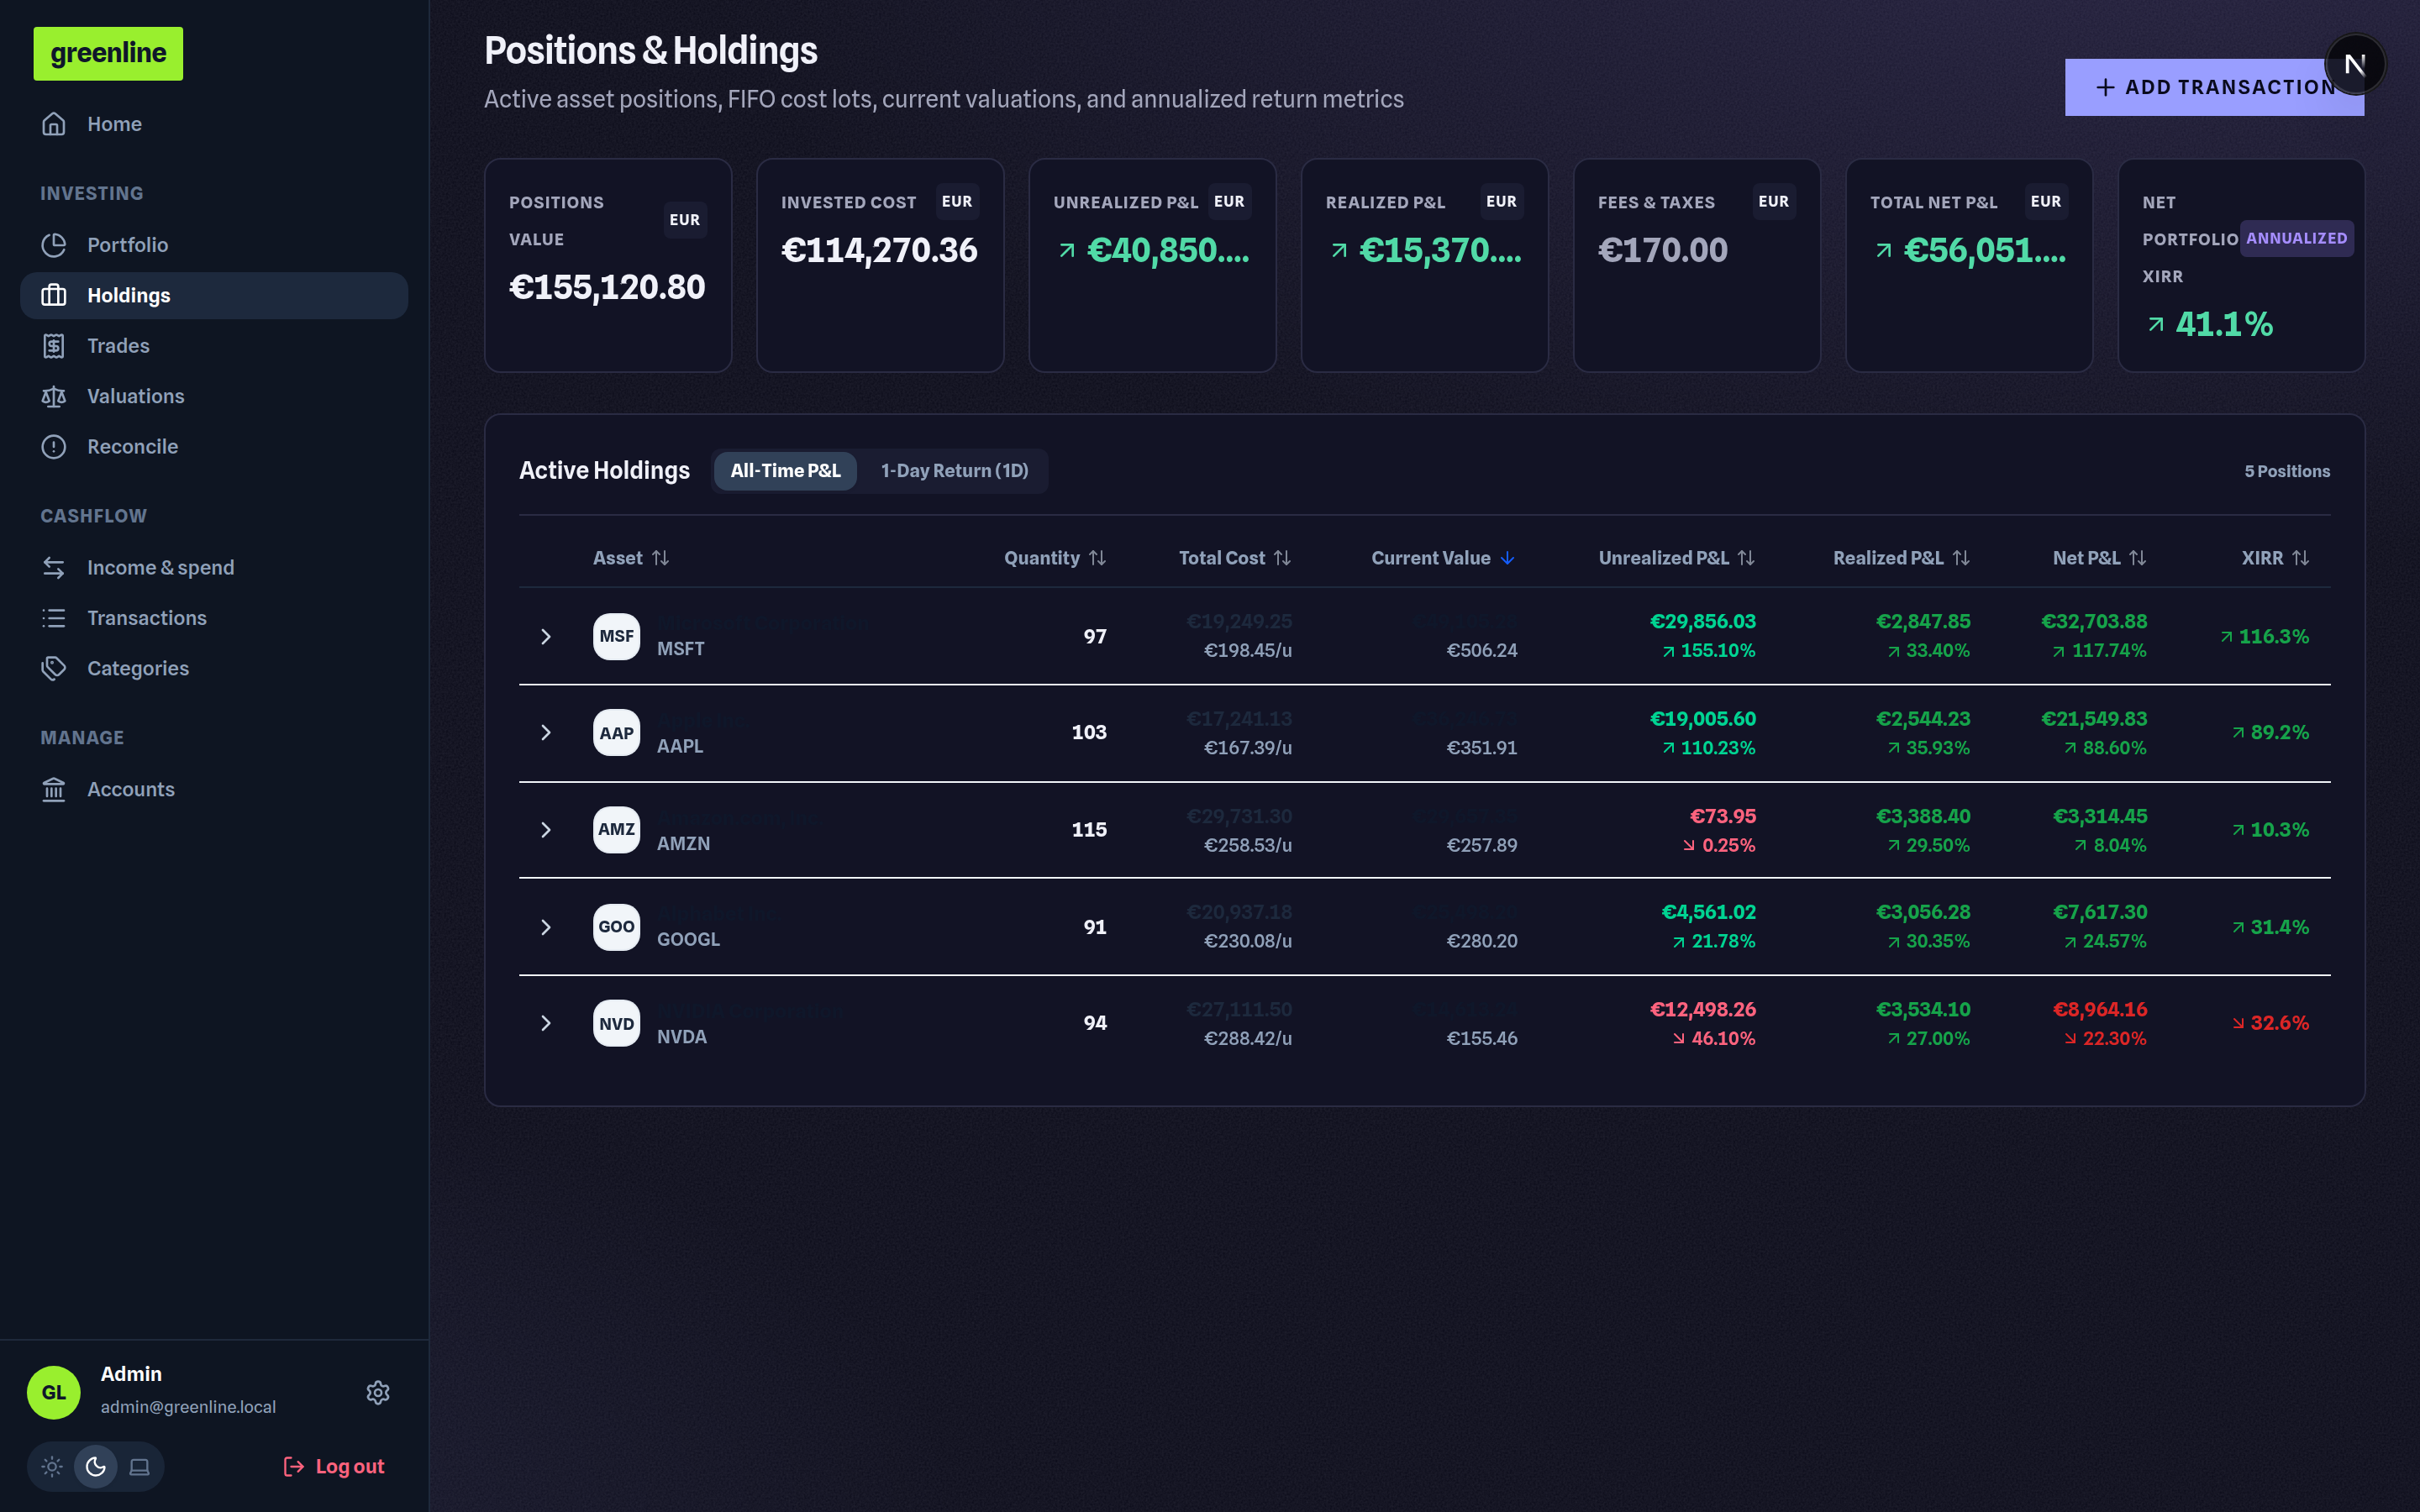 greenline
Home
INVESTING
Portfolio
Holdings
Trades
Valuations
Reconcile
CASHFLOW
Income & spend
Transactions
Categories
MANAGE
Accounts
GL
Admin
admin@greenline.local
Log out
Positions & Holdings
Active asset positions, FIFO cost lots, current valuations, and annualized return metrics
ADD TRANSACTION
N
POSITIONS VALUE EUR
€155,120.80
INVESTED COST EUR
€114,270.36
UNREALIZED P&L EUR
€40,850....
REALIZED P&L EUR
€15,370....
FEES & TAXES EUR
€170.00
TOTAL NET P&L EUR
€56,051....
NET PORTFOLIO XIRR ANNUALIZED
41.1%
Active Holdings All-Time P&L 1-Day Return (1D) 5 Positions
Asset Quantity Total Cost Current Value Unrealized P&L Realized P&L Net P&L XIRR
€19,249.25 €29,856.03 €2,847.85 €32,703.88
MSF 97 116.3%
MSFT €198.45/u €506.24 155.10% 33.40% 117.74%
€17,241.13 €19,005.60 €2,544.23 €21,549.83
AAP 103 89.2%
AAPL €167.39/u €351.91 110.23% 35.93% 88.60%
€29,731.30 €73.95 €3,388.40 €3,314.45
AMZ 115 10.3%
AMZN €258.53/u €257.89 0.25% 29.50% 8.04%
€20,937.18 €4,561.02 €3,056.28 €7,617.30
GOO 91 31.4%
GOOGL €230.08/u €280.20 21.78% 30.35% 24.57%
€27,111.50 €12,498.26 €3,534.10 €8,964.16
NVD 94 32.6%
NVDA €288.42/u €155.46 46.10% 27.00% 22.30%